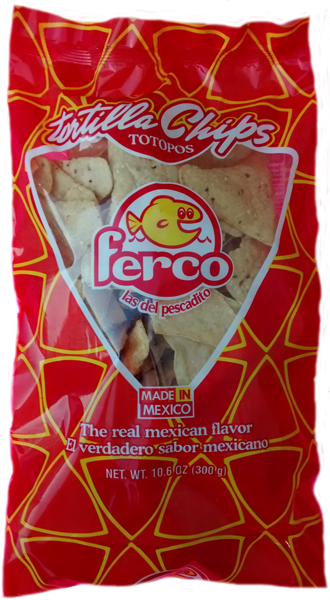 Tortilla Chips
TOTOPOS
ferco
las del pescadito
MADE IN
MEXICO
The real mexican flavor
El verdadero sabor mexicano
NET. WT. 10.6 OZ (300 g)